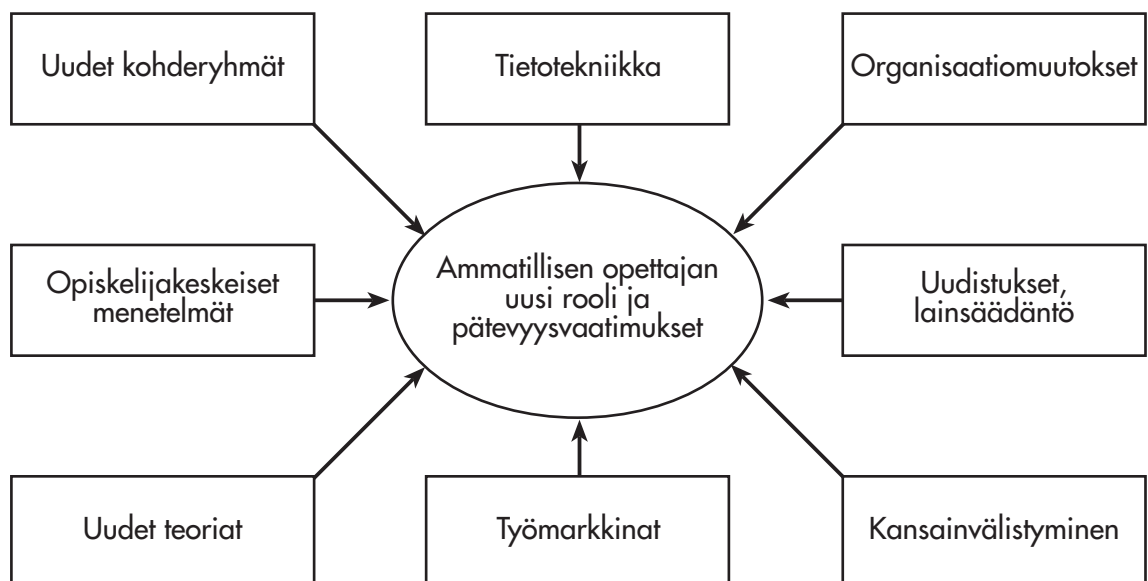 Uudet kohderyhmät
Tietotekniikka
Organisaatiomuutokset
Opiskelijakeskeiset
menetelmät
Ammatillisen opettajan
uusi rooli ja
pätevyysvaatimukset
Uudistukset,
lainsäädäntö
Uudet teoriat
Työmarkkinat
Kansainvälistyminen